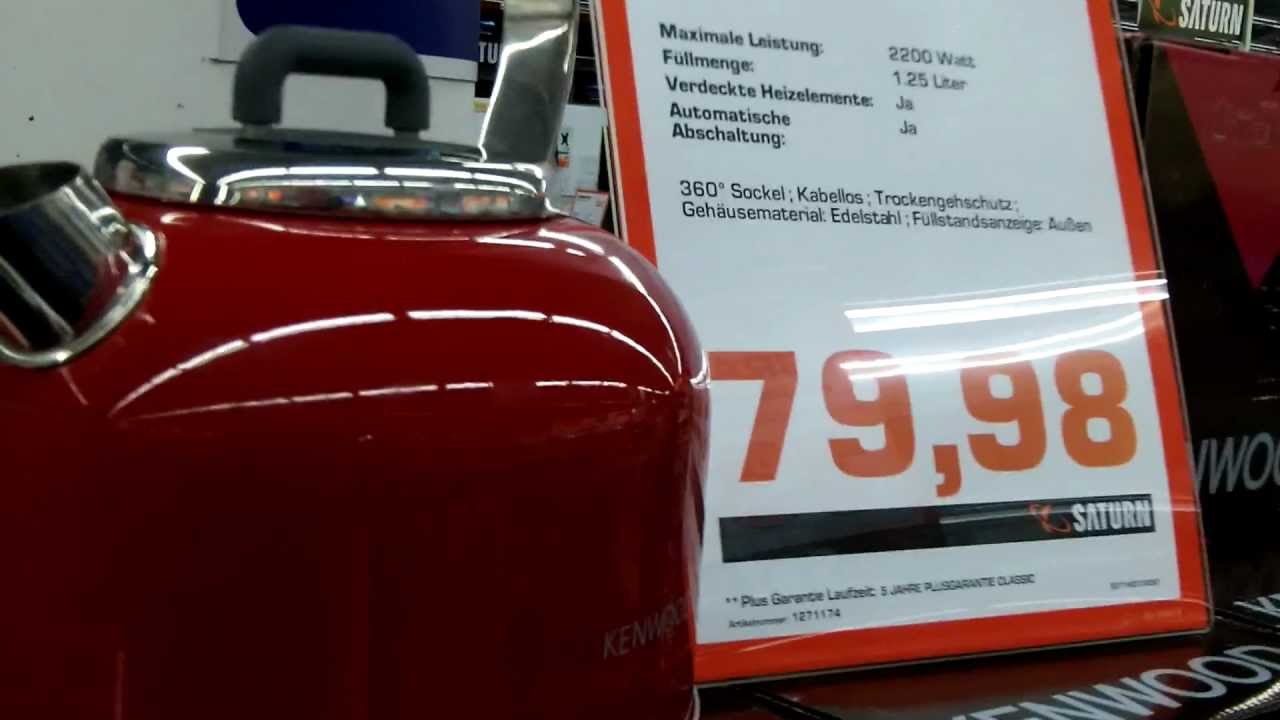 SATURN
Maximale Leistung: 2200 Watt
Füllmenge: 1.25 Liter
Verdeckte Heizelemente: Ja
Automatische
Abschaltung: Ja
360° Sockel ; Kabellos ; Trockengehschutz ;
Gehäusematerial: Edelstahl ; Füllstandsanzeige: Außen
79,98
SATURN
** Plus Garantie Laufzeit: 5 JAHRE PLUSGARANTIE CLASSIC
Artikelnummer: 1271174
KENWOOD
KENWOOD